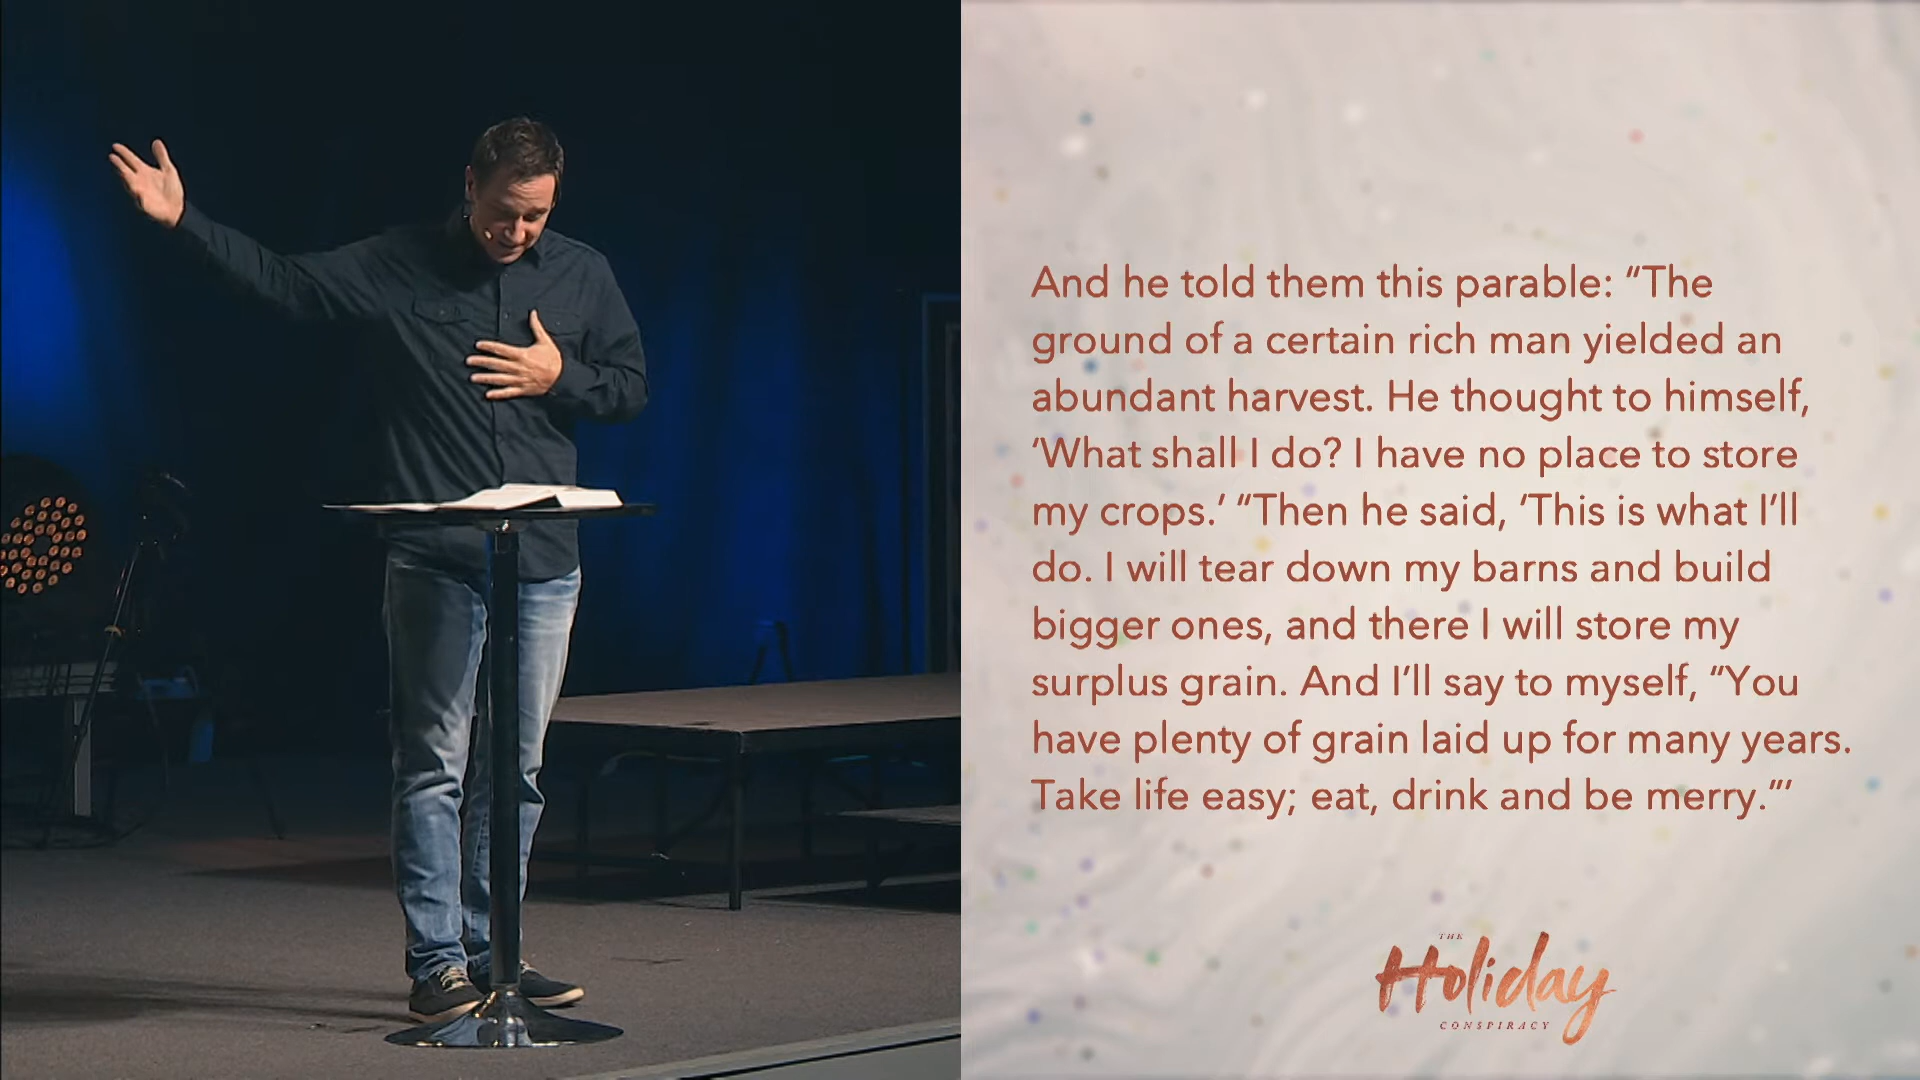 And he told them this parable: “The
ground of a certain rich man yielded an
abundant harvest. He thought to himself,
‘What shall I do? I have no place to store
my crops.’ “Then he said, ‘This is what I’ll
do. I will tear down my barns and build
bigger ones, and there I will store my
surplus grain. And I’ll say to myself, “You
have plenty of grain laid up for many years.
Take life easy; eat, drink and be merry.”’
THE
Holiday
CONSPIRACY